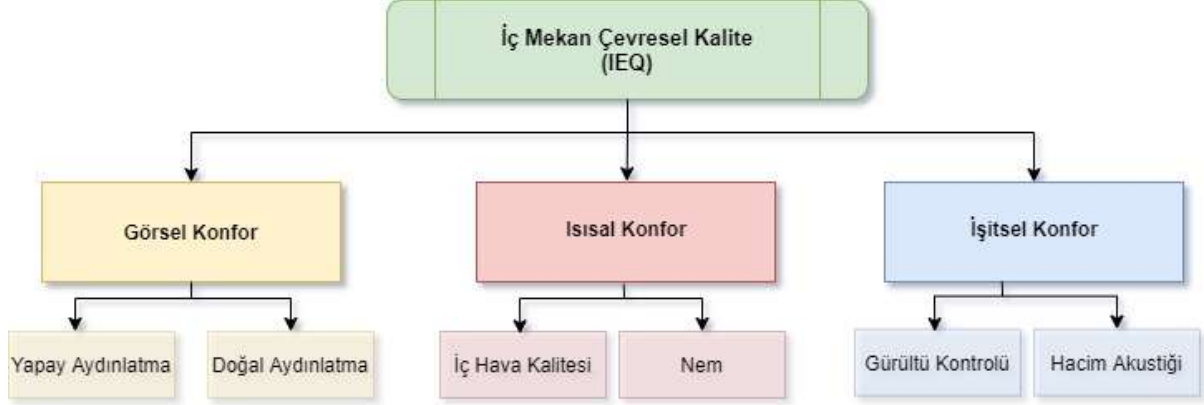 İç Mekan Çevresel Kalite
(IEQ)
Görsel Konfor
Isısal Konfor
İşitsel Konfor
Yapay Aydınlatma
Doğal Aydınlatma
İç Hava Kalitesi
Nem
Gürültü Kontrolü
Hacim Akustiği